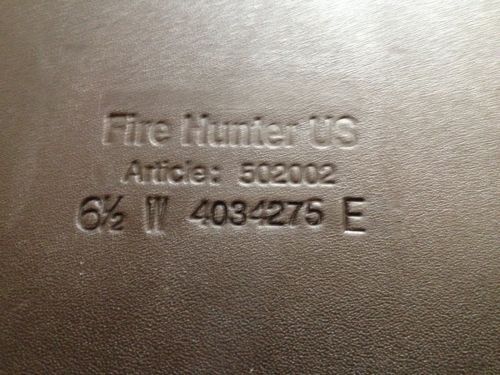 Fire Hunter US
Article: 502002
6½ W 4034275 E